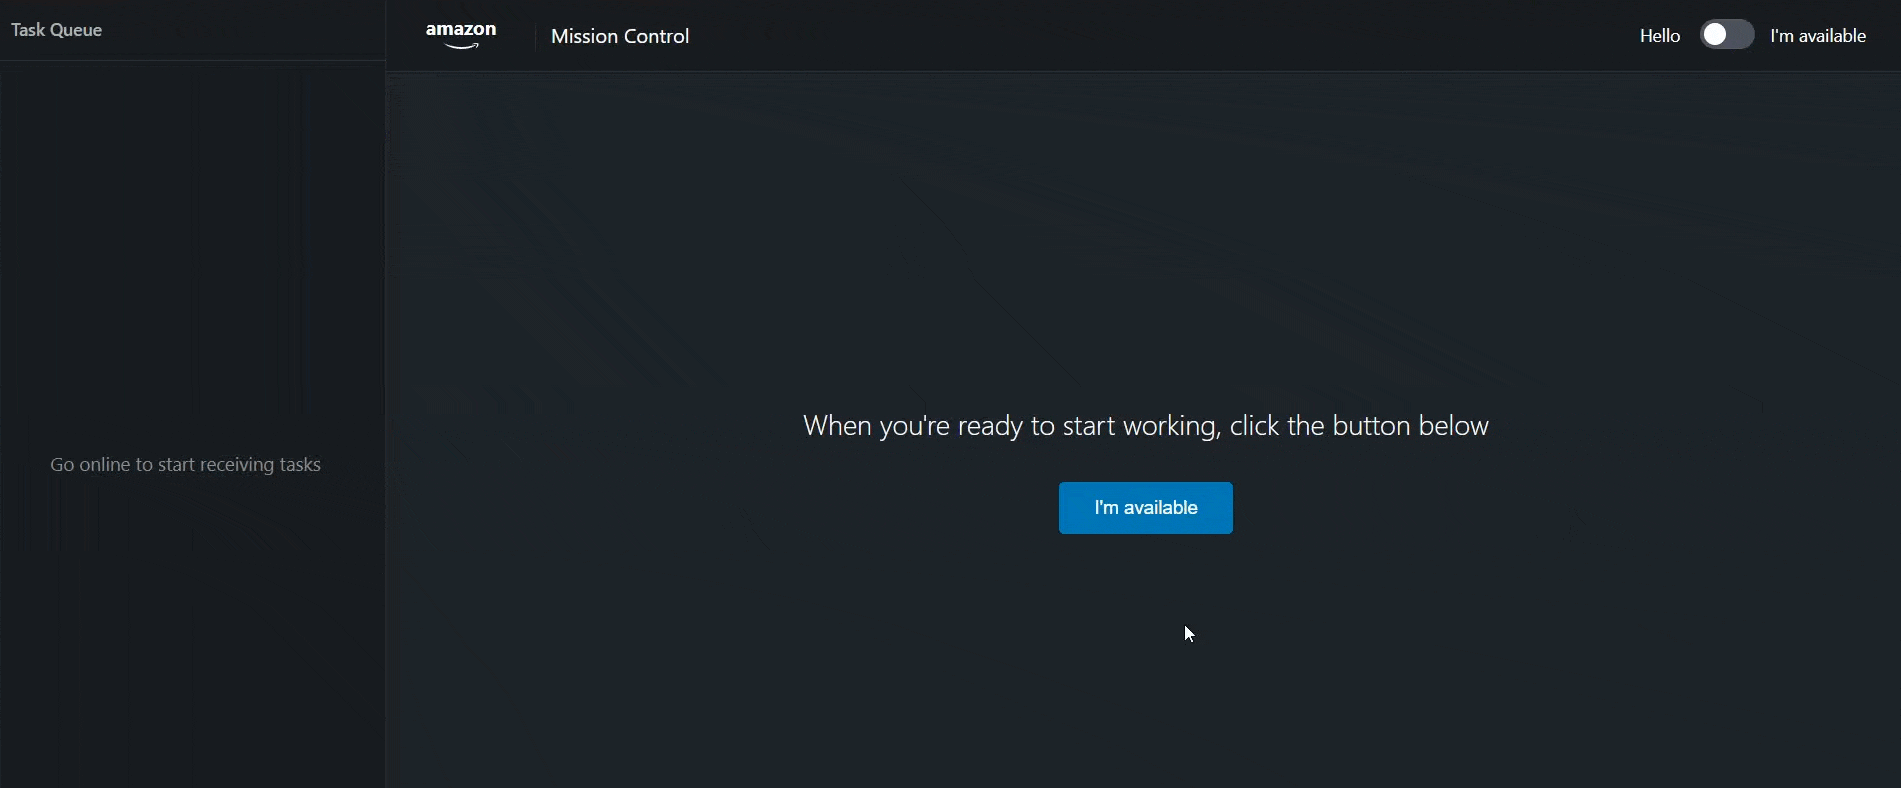 Task Queue
amazon
Mission Control
Hello
I'm available
When you're ready to start working, click the button below
Go online to start receiving tasks
I'm available